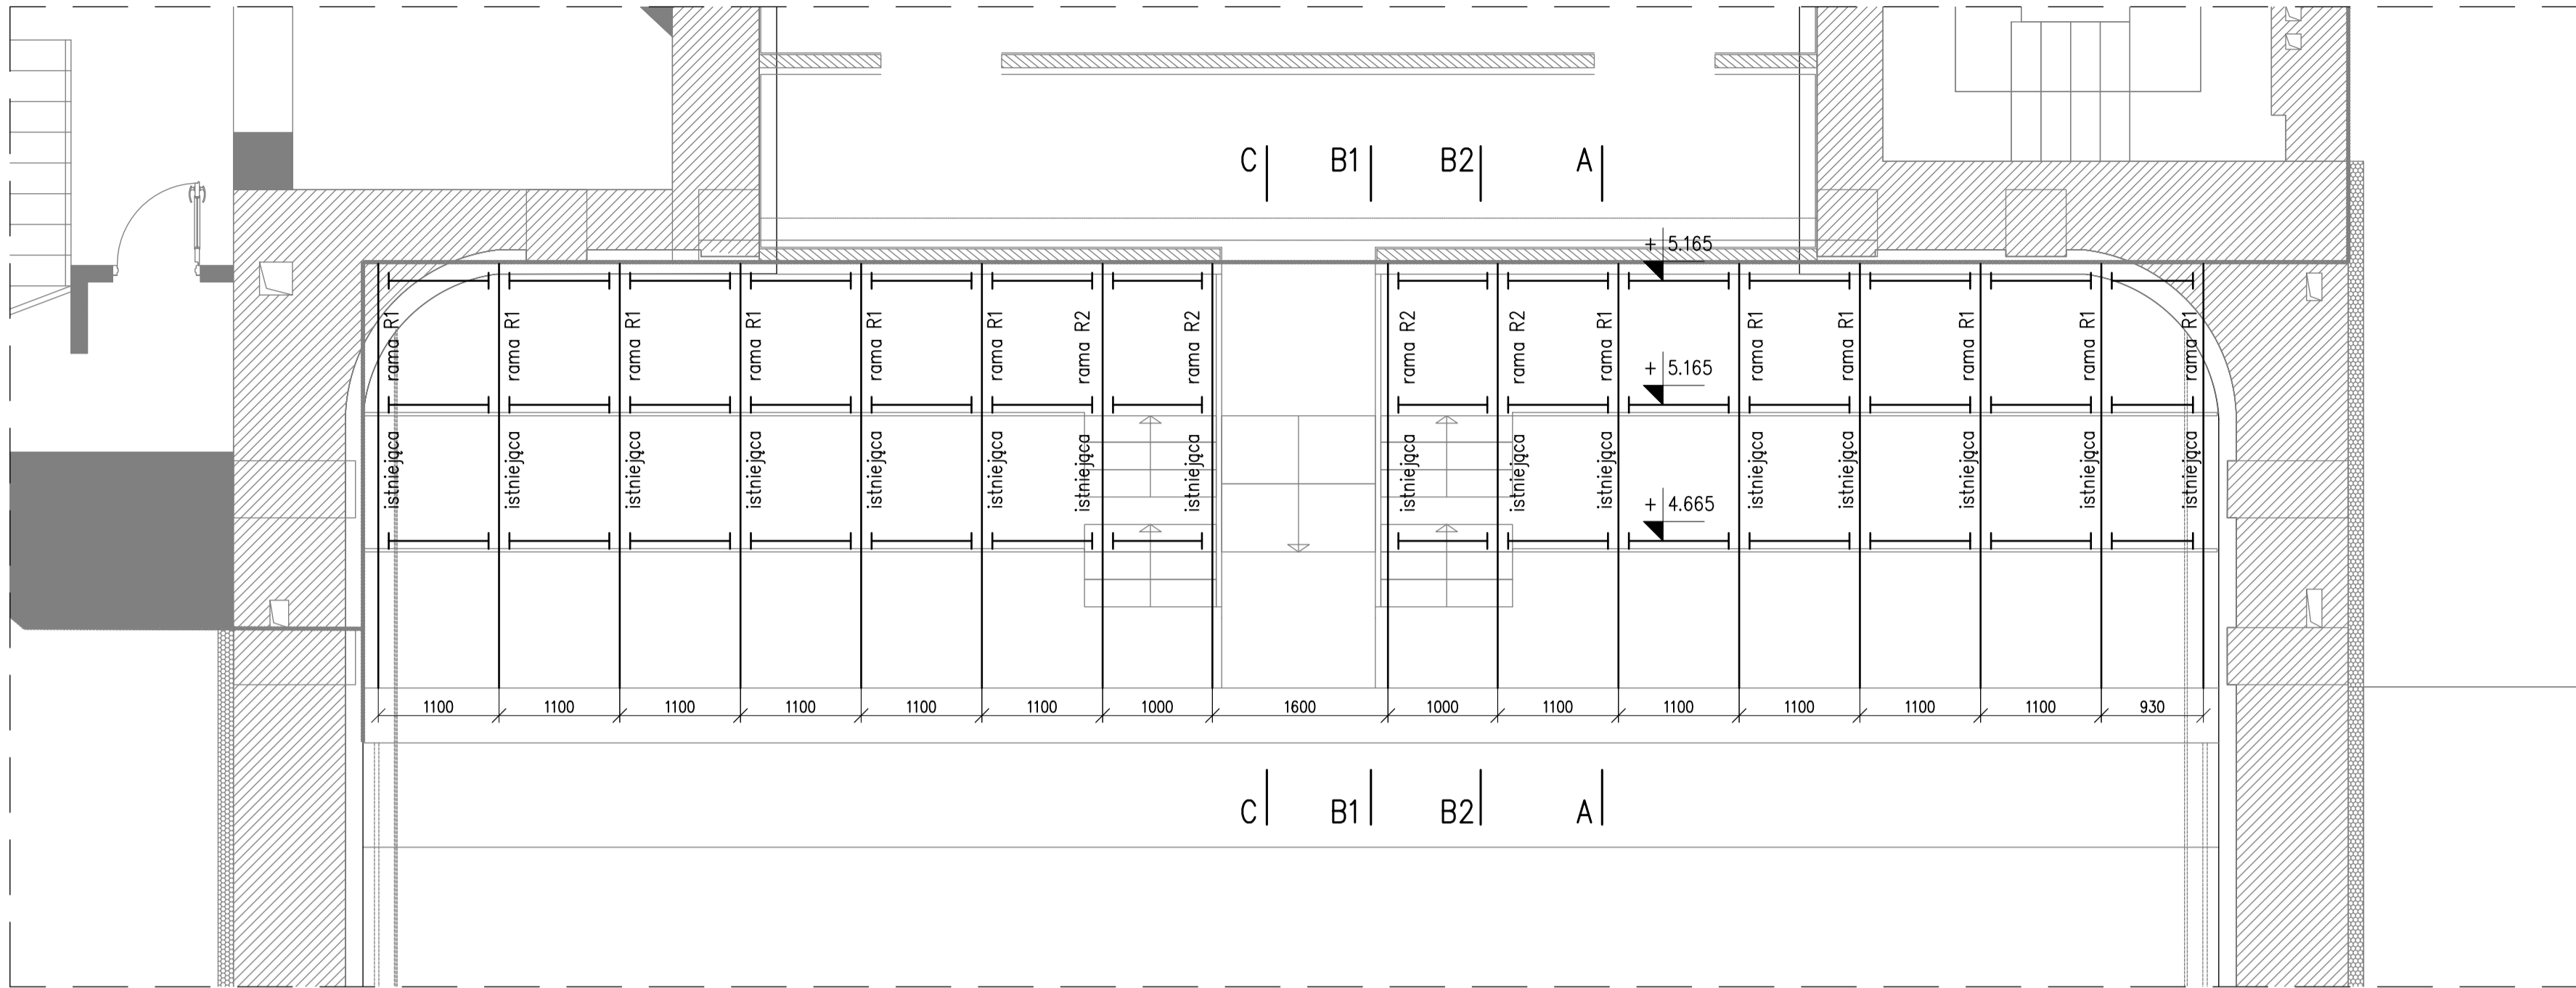 C B1 B2 A
+ 5.165
rama R1 rama R1 rama R1 rama R1 rama R1 rama R1 rama R2 rama R2 rama R2 rama R2 rama R1 rama R1 rama R1 rama R1 rama R1 rama R1
+ 5.165
istniejąca istniejąca istniejąca istniejąca istniejąca istniejąca istniejąca istniejąca istniejąca istniejąca istniejąca istniejąca istniejąca istniejąca istniejąca istniejąca
+ 4.665
1100 1100 1100 1100 1100 1100 1000 1600 1000 1100 1100 1100 1100 1100 930
C B1 B2 A